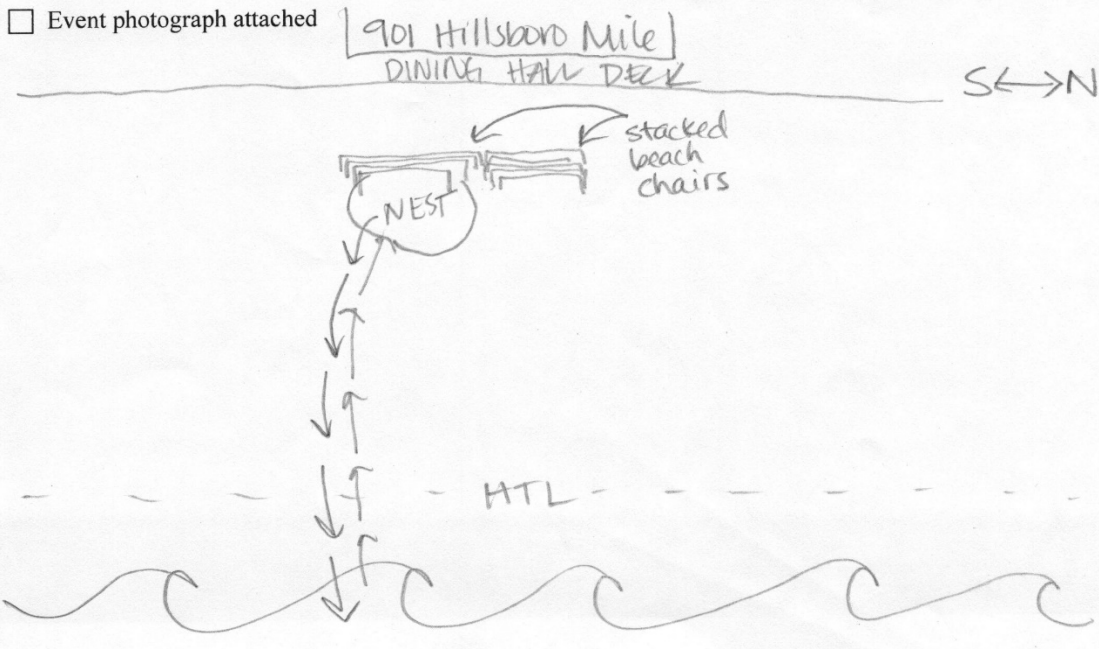 ☐ Event photograph attached
901 Hillsboro Mile
DINING HALL DECK
S↔N
stacked
beach
chairs
NEST
HTL